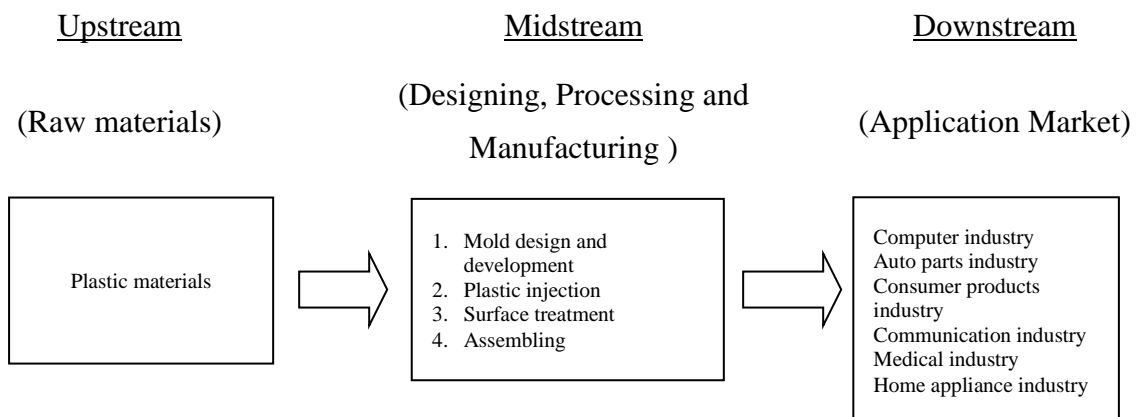 Upstream
Midstream
Downstream
(Raw materials)
(Designing, Processing and
Manufacturing )
(Application Market)
Plastic materials
1. Mold design and
development
2. Plastic injection
3. Surface treatment
4. Assembling
Computer industry
Auto parts industry
Consumer products
industry
Communication industry
Medical industry
Home appliance industry